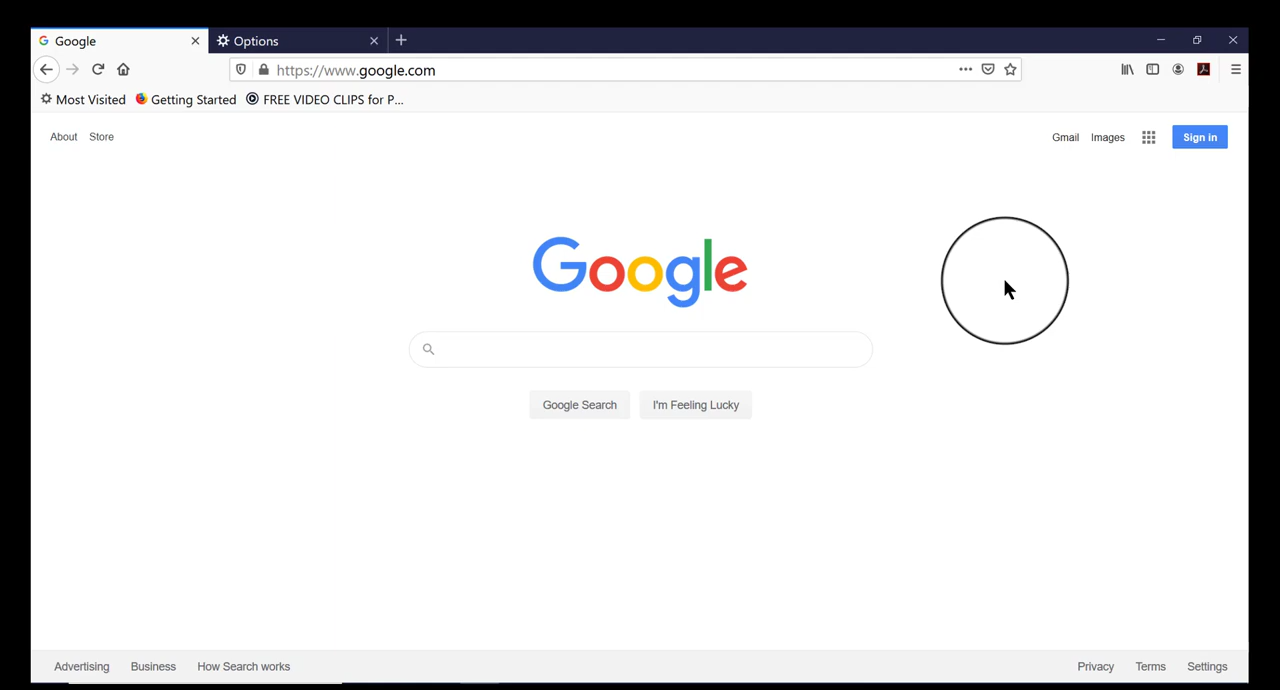 Google
Options
https://www.google.com
Most Visited
Getting Started
FREE VIDEO CLIPS for P...
About
Store
Gmail
Images
Sign in
Google
Google Search
I'm Feeling Lucky
Advertising
Business
How Search works
Privacy
Terms
Settings